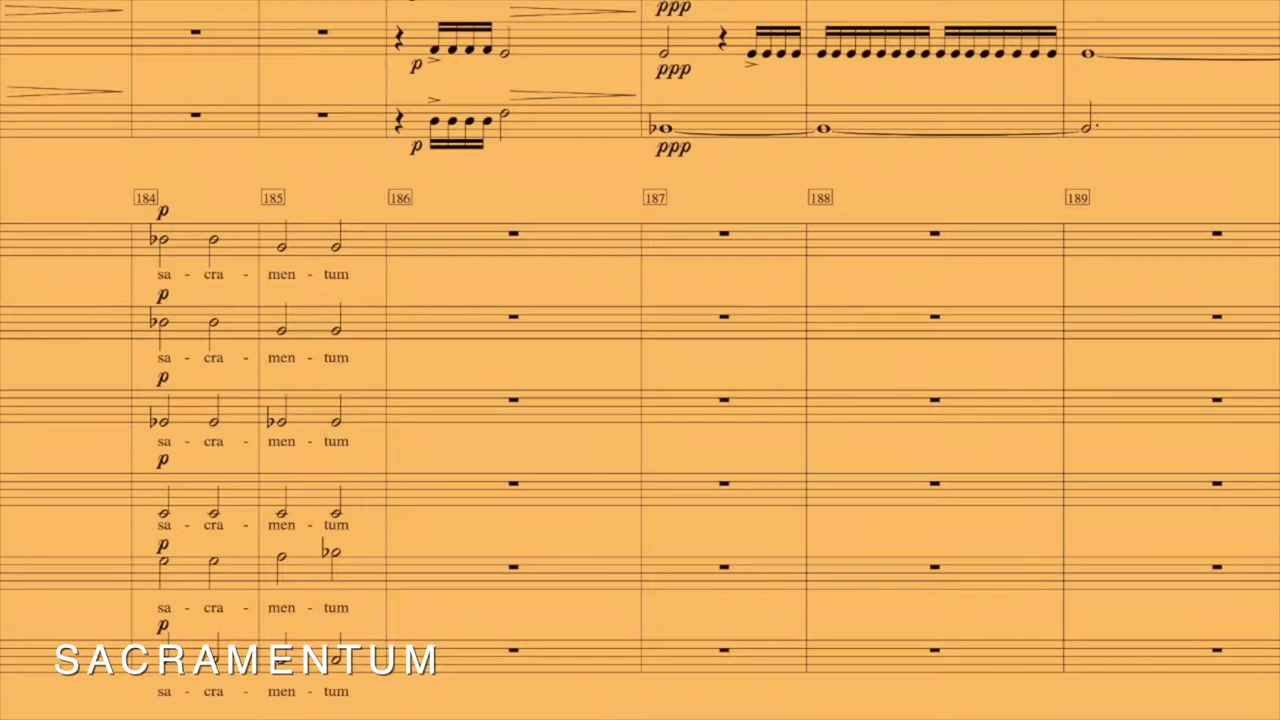 ppp
p
ppp
p
ppp
184 185 186 187 188 189
p
sa - cra - men - tum
p
sa - cra - men - tum
p
sa - cra - men - tum
p
sa - cra - men - tum
p
sa - cra - men - tum
p
SACRAMENTUM
sa - cra - men - tum